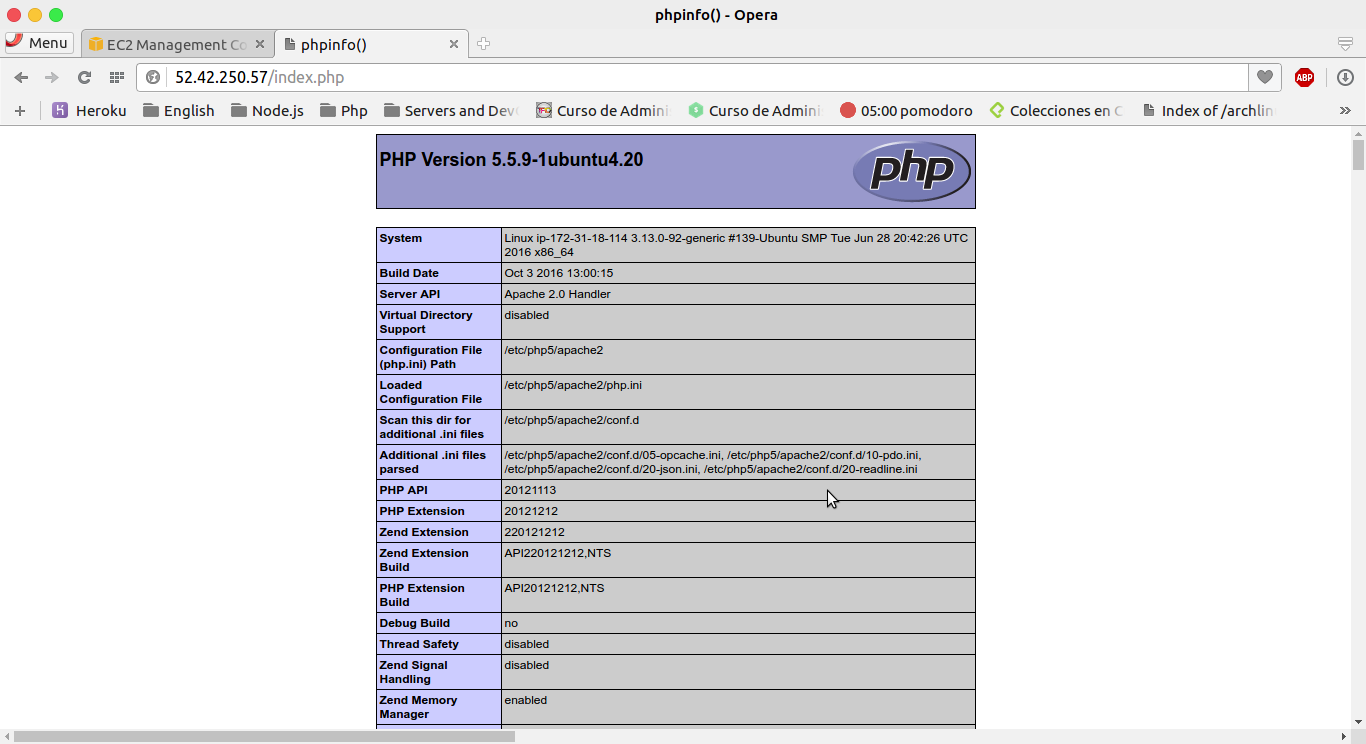 phpinfo() - Opera
Menu
EC2 Management Co
phpinfo()
52.42.250.57/index.php
ABP
Heroku
English
Node.js
Php
Servers and Dev
Curso de Admini
Curso de Admini
05:00 pomodoro
Colecciones en C
Index of /archlin
PHP Version 5.5.9-1ubuntu4.20
php
System
Linux ip-172-31-18-114 3.13.0-92-generic #139-Ubuntu SMP Tue Jun 28 20:42:26 UTC
2016 x86_64
Build Date
Oct 3 2016 13:00:15
Server API
Apache 2.0 Handler
Virtual Directory
Support
disabled
Configuration File
(php.ini) Path
/etc/php5/apache2
Loaded
Configuration File
/etc/php5/apache2/php.ini
Scan this dir for
additional .ini files
/etc/php5/apache2/conf.d
Additional .ini files
parsed
/etc/php5/apache2/conf.d/05-opcache.ini, /etc/php5/apache2/conf.d/10-pdo.ini,
/etc/php5/apache2/conf.d/20-json.ini, /etc/php5/apache2/conf.d/20-readline.ini
PHP API
20121113
PHP Extension
20121212
Zend Extension
220121212
Zend Extension
Build
API220121212,NTS
PHP Extension
Build
API20121212,NTS
Debug Build
no
Thread Safety
disabled
Zend Signal
Handling
disabled
Zend Memory
Manager
enabled